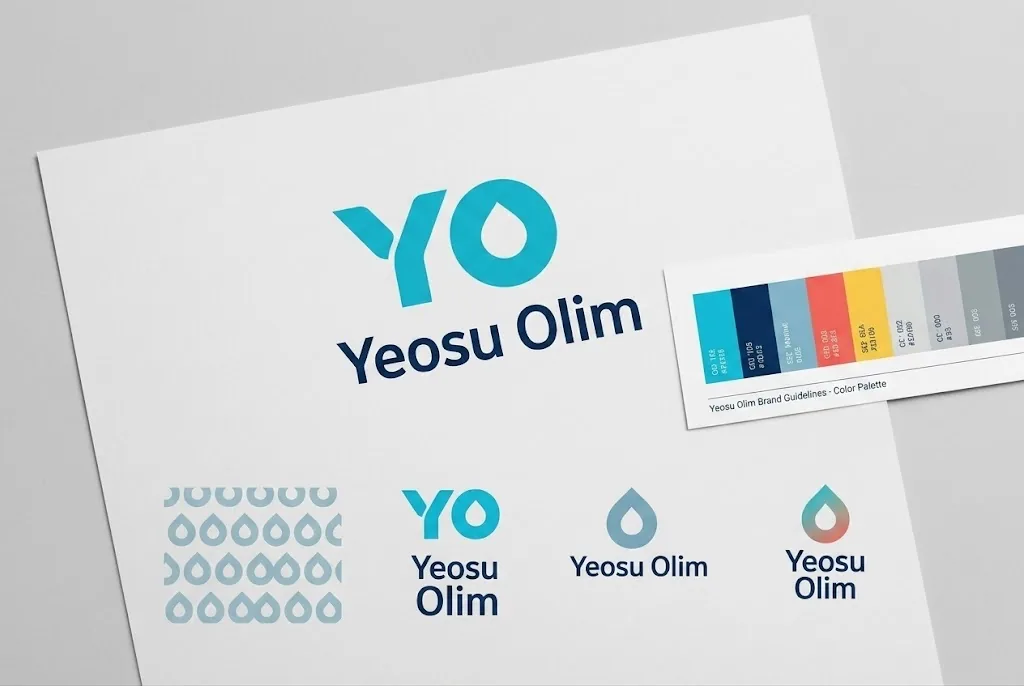 YO
Yeosu Olim
Yeosu Olim Brand Guidelines - Color Palette
YO
Yeosu
Olim
Yeosu Olim
Yeosu
Olim